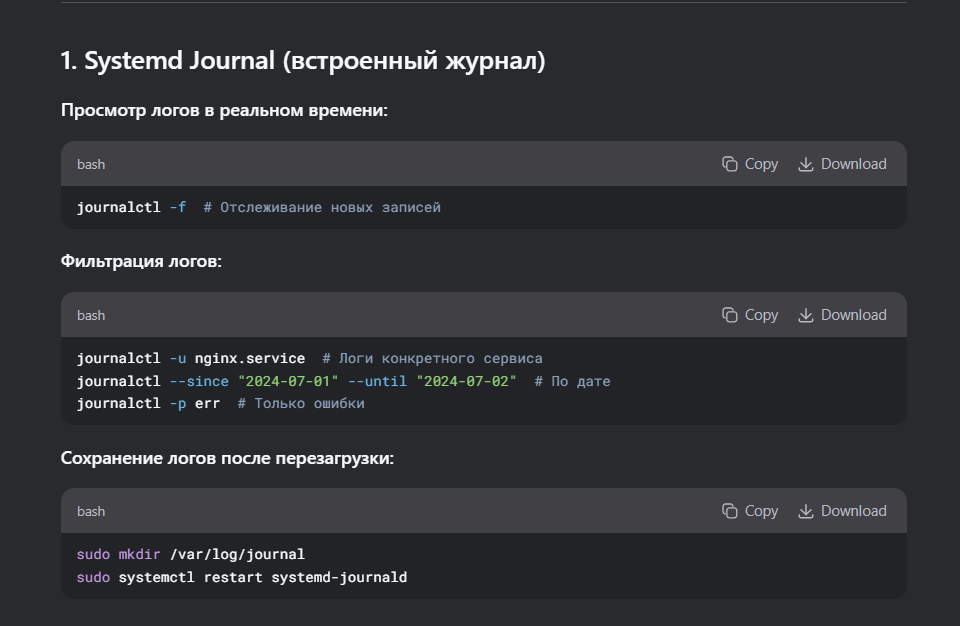 1. Systemd Journal (встроенный журнал)
Просмотр логов в реальном времени:
bash Copy Download
journalctl -f  # Отслеживание новых записей
Фильтрация логов:
bash Copy Download
journalctl -u nginx.service  # Логи конкретного сервиса
journalctl --since "2024-07-01" --until "2024-07-02"  # По дате
journalctl -p err  # Только ошибки
Сохранение логов после перезагрузки:
bash Copy Download
sudo mkdir /var/log/journal
sudo systemctl restart systemd-journald